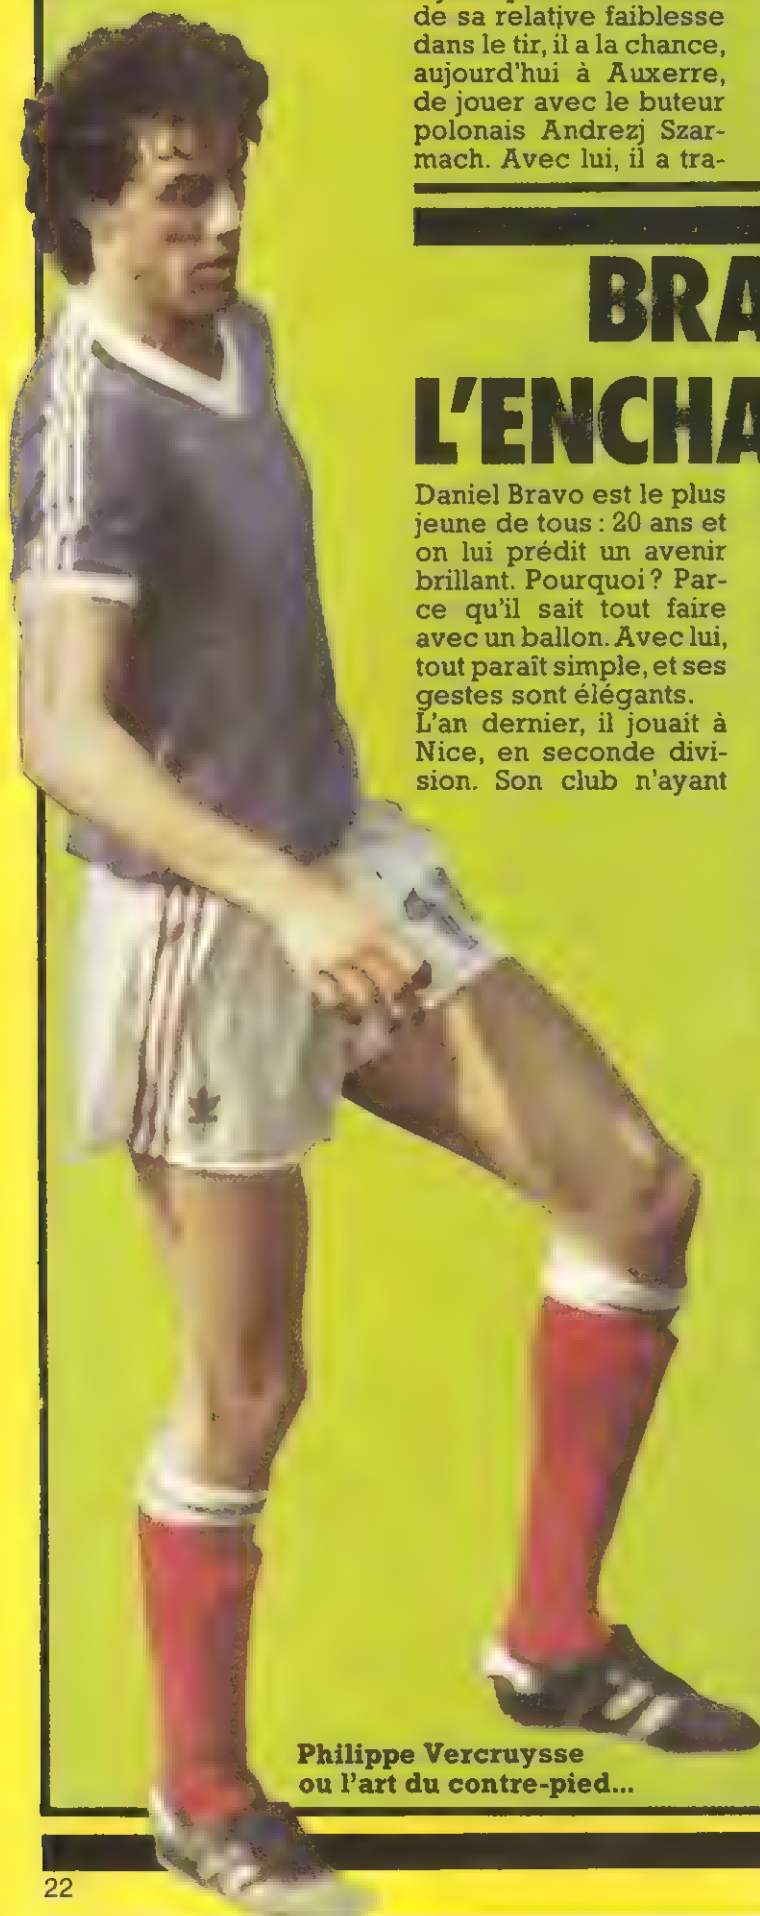 de sa relative faiblesse
dans le tir, il a la chance,
aujourd'hui à Auxerre,
de jouer avec le buteur
polonais Andrezj Szar-
mach. Avec lui, il a tra-
BRA
L'ENCHA
Daniel Bravo est le plus
jeune de tous : 20 ans et
on lui prédit un avenir
brillant. Pourquoi ? Par-
ce qu'il sait tout faire
avec un ballon. Avec lui,
tout paraît simple, et ses
gestes sont élégants.
L'an dernier, il jouait à
Nice, en seconde divi-
sion. Son club n'ayant
Philippe Vercruysse
ou l'art du contre-pied...
22